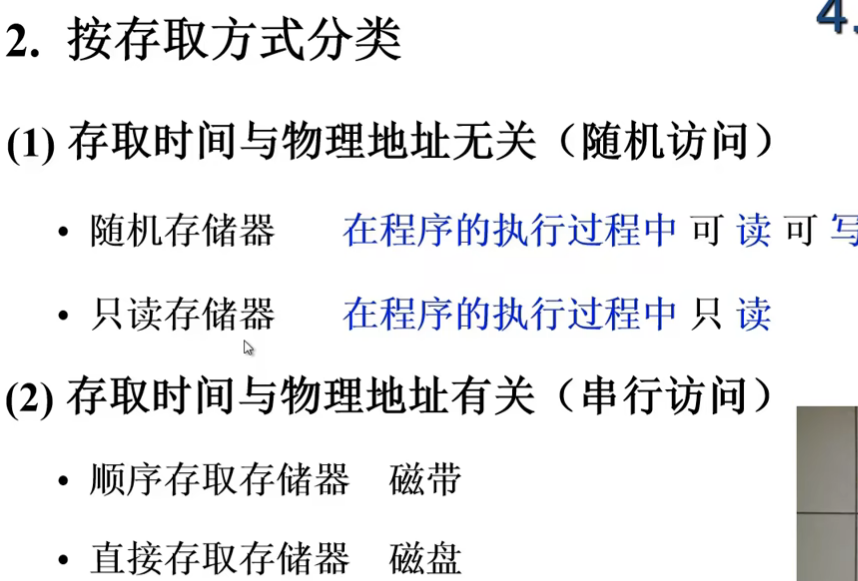 4.
2. 按存取方式分类
(1) 存取时间与物理地址无关（随机访问）
• 随机存储器 在程序的执行过程中 可 读 可 写
• 只读存储器 在程序的执行过程中 只 读
(2) 存取时间与物理地址有关（串行访问）
• 顺序存取存储器 磁带
• 直接存取存储器 磁盘